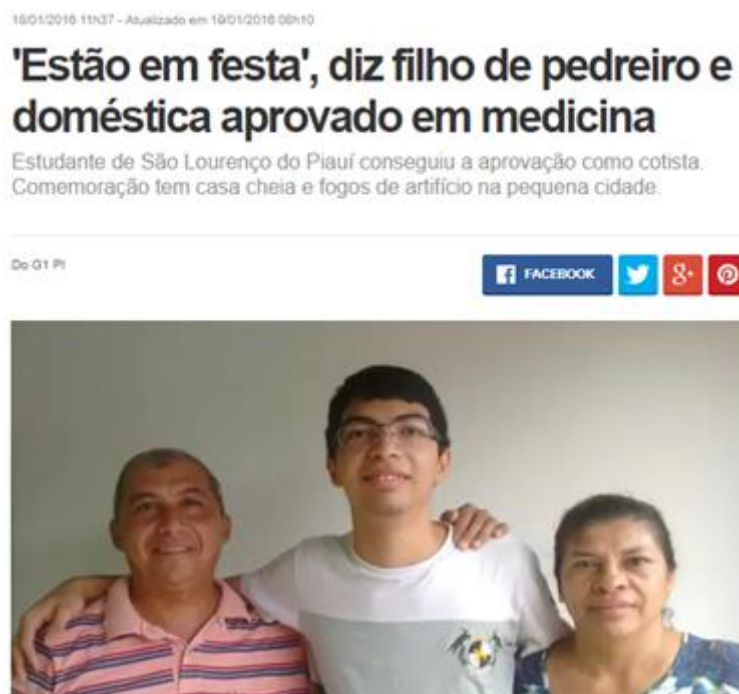 18/01/2016 11h37 - Atualizado em 19/01/2016 08h10
'Estão em festa', diz filho de pedreiro e
doméstica aprovado em medicina
Estudante de São Lourenço do Piauí conseguiu a aprovação como cotista.
Comemoração tem casa cheia e fogos de artifício na pequena cidade.
Do G1 PI
f FACEBOOK
8+